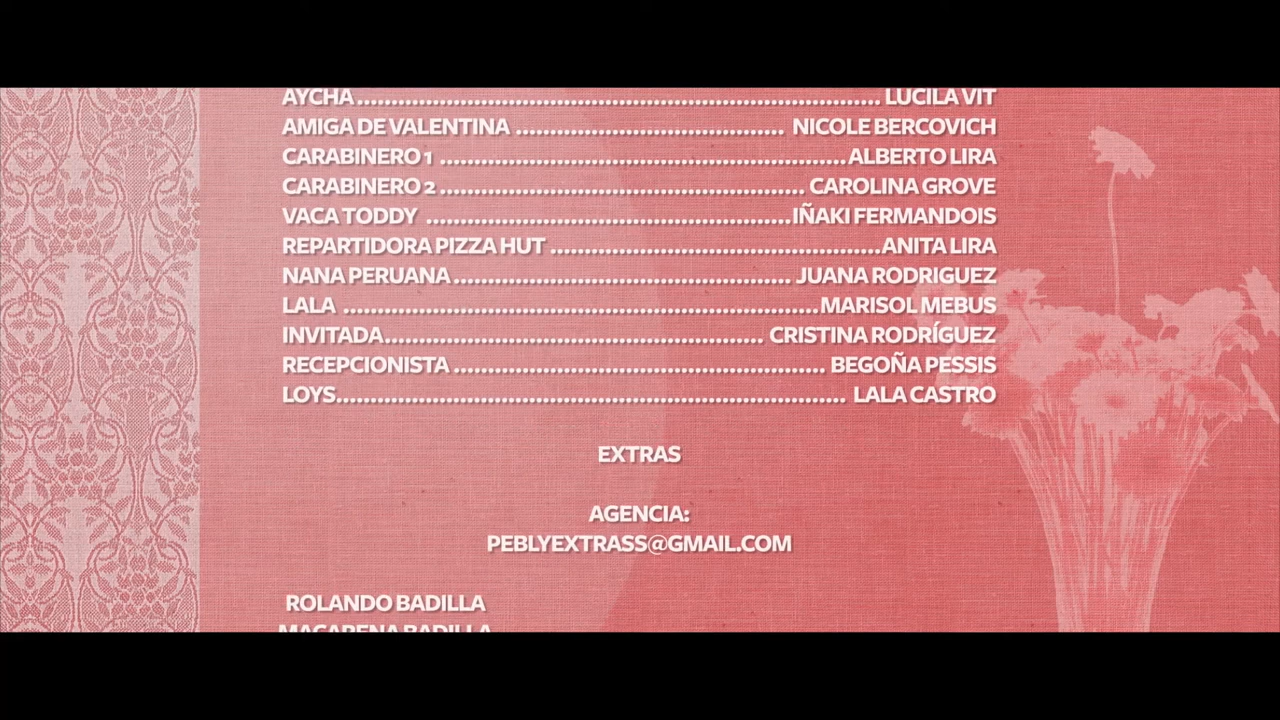 AYCHA.......................................................................................... LUCILA VIT
AMIGA DE VALENTINA .............................................. NICOLE BERCOVICH
CARABINERO 1 ......................................................................ALBERTO LIRA
CARABINERO 2 ............................................................... CAROLINA GROVE
VACA TODDY ...............................................................IÑAKI FERMANDOIS
REPARTIDORA PIZZA HUT .........................................................ANITA LIRA
NANA PERUANA........................................................... JUANA RODRIGUEZ
LALA ..................................................................................MARISOL MEBUS
INVITADA................................................................. CRISTINA RODRÍGUEZ
RECEPCIONISTA ................................................................ BEGOÑA PESSIS
LOYS........................................................................................ LALA CASTRO
EXTRAS
AGENCIA:
PEBLYEXTRASS@GMAIL.COM
ROLANDO BADILLA
MACARENA BADILLA